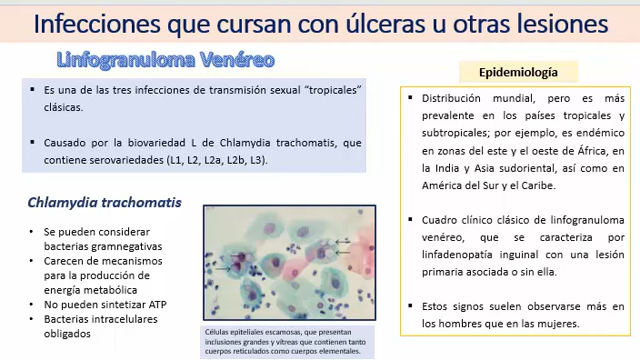 Infecciones que cursan con úlceras u otras lesiones
Linfogranuloma Venéreo
▪ Es una de las tres infecciones de transmisión sexual “tropicales”
clásicas.
▪ Causado por la biovariedad L de Chlamydia trachomatis, que
contiene serovariedades (L1, L2, L2a, L2b, L3).
Chlamydia trachomatis
• Se pueden considerar
bacterias gramnegativas
• Carecen de mecanismos
para la producción de
energía metabólica
• No pueden sintetizar ATP
• Bacterias intracelulares
obligados
Células epiteliales escamosas, que presentan
inclusiones grandes y vítreas que contienen tanto
cuerpos reticulados como cuerpos elementales.
Epidemiología
▪ Distribución mundial, pero es más
prevalente en los países tropicales y
subtropicales; por ejemplo, es endémico
en zonas del este y el oeste de África, en
la India y Asia sudoriental, así como en
América del Sur y el Caribe.
▪ Cuadro clínico clásico de linfogranuloma
venéreo, que se caracteriza por
linfadenopatía inguinal con una lesión
primaria asociada o sin ella.
▪ Estos signos suelen observarse más en
los hombres que en las mujeres.